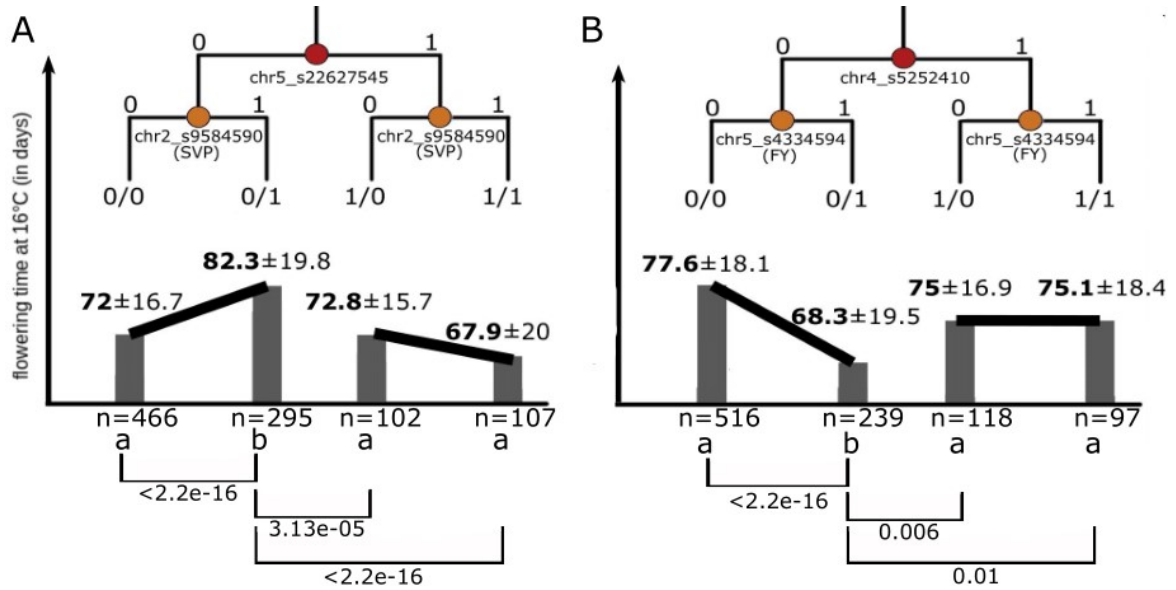 A
flowering time at 16°C (in days)
0 1
chr5_s22627545
0 1 0 1
chr2_s9584590 chr2_s9584590
(SVP) (SVP)
0/0 0/1 1/0 1/1
82.3±19.8
72±16.7 72.8±15.7
67.9±20
n=466 n=295 n=102 n=107
a b a a
<2.2e-16
3.13e-05
<2.2e-16
B
0 1
chr4_s5252410
0 1 0 1
chr5_s4334594 chr5_s4334594
(FY) (FY)
0/0 0/1 1/0 1/1
77.6±18.1
75±16.9 75.1±18.4
68.3±19.5
n=516 n=239 n=118 n=97
a b a a
<2.2e-16
0.006
0.01